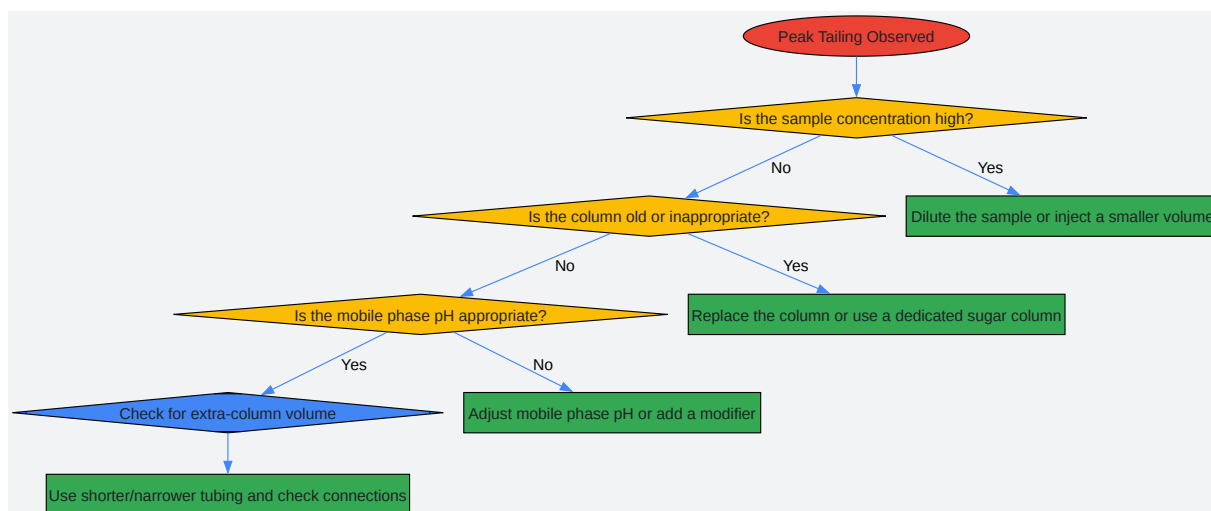 Peak Tailing Observed
Is the sample concentration high?
No
Yes
Is the column old or inappropriate?
Dilute the sample or inject a smaller volume
No
Yes
Is the mobile phase pH appropriate?
Replace the column or use a dedicated sugar column
Yes
No
Check for extra-column volume
Adjust mobile phase pH or add a modifier
Use shorter/narrower tubing and check connections